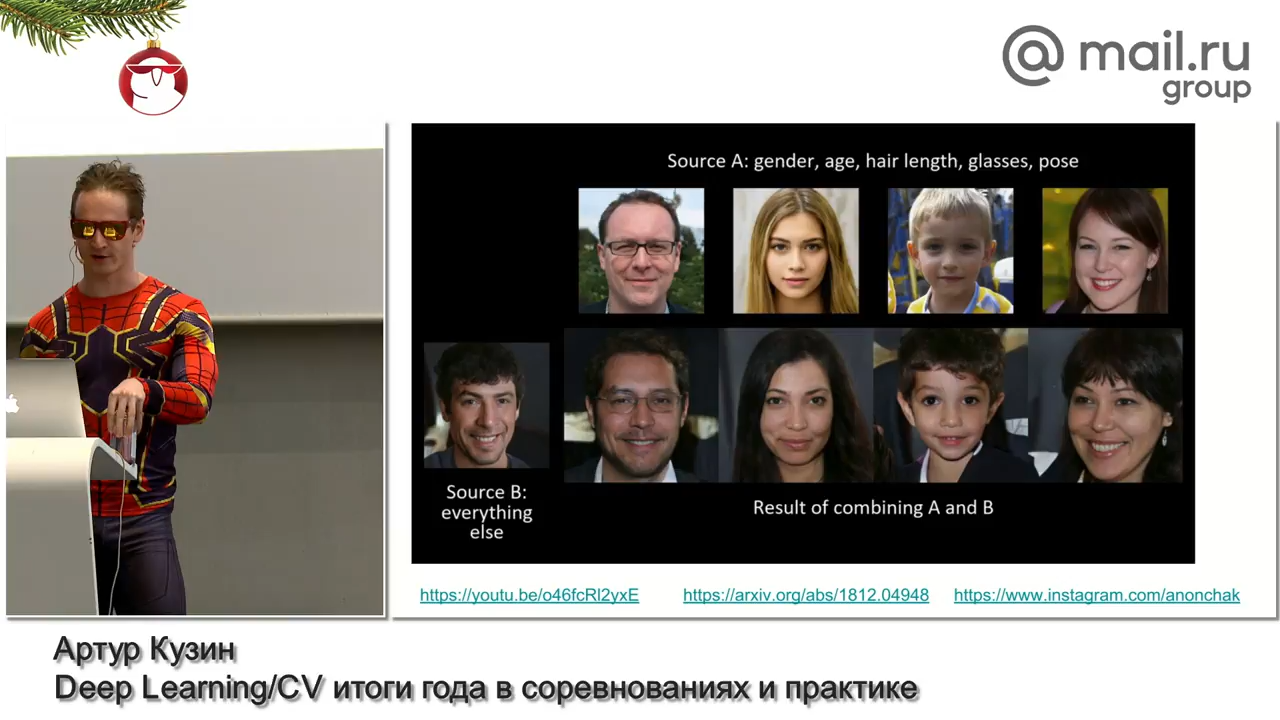 @ mail.ru
group
Source A: gender, age, hair length, glasses, pose
Source B:
everything
else
Result of combining A and B
https://youtu.be/o46fcRl2yxE
https://arxiv.org/abs/1812.04948
https://www.instagram.com/anonchak
Артур Кузин
Deep Learning/CV итоги года в соревнованиях и практике